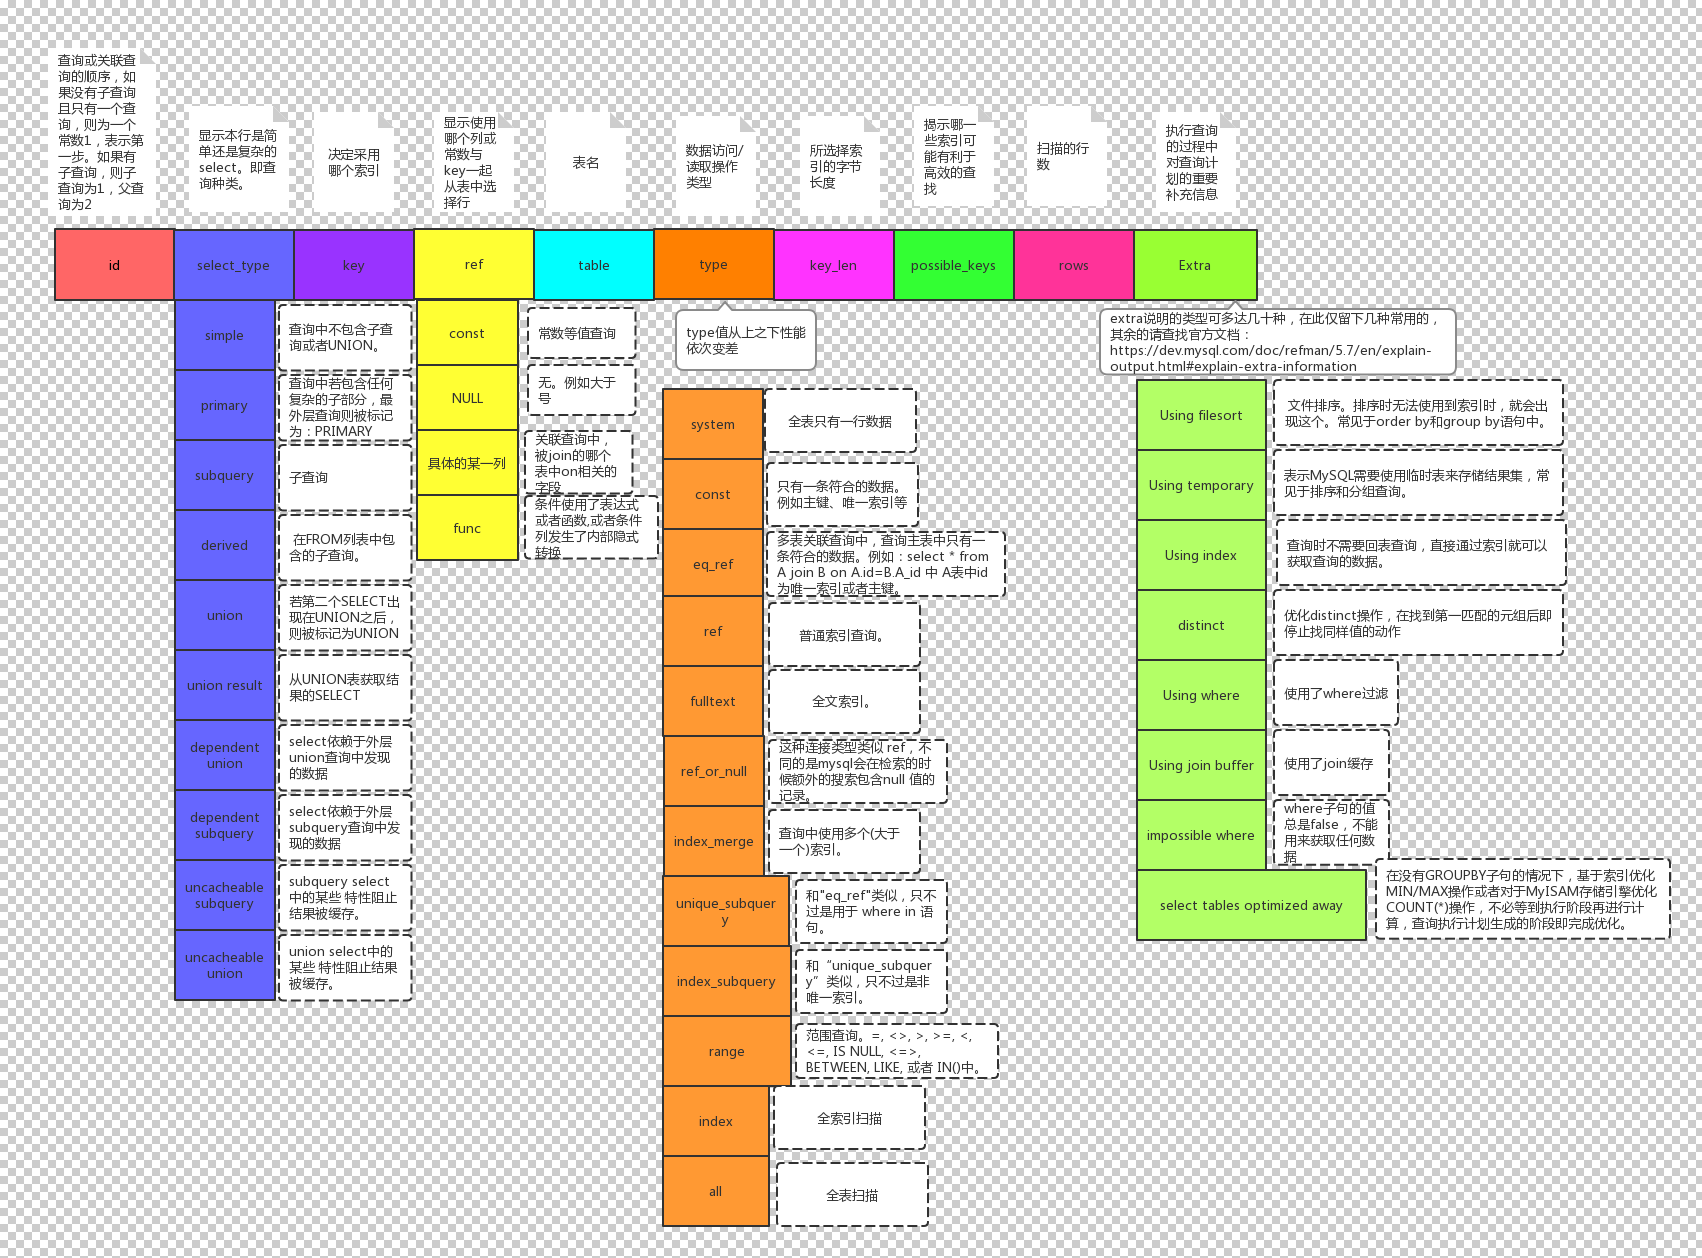 查询或关联查
询的顺序，如
果没有子查询
且只有一个查
询，则为一个
常数1，表示第
一步。如果有
子查询，则子
查询为1，父查
询为2
显示本行是简
单还是复杂的
select。即查
询种类。
决定采用
哪个索引
显示使用
哪个列或
常数与
key一起
从表中选
择行
表名
数据访问/
读取操作
类型
所选择索
引的字节
长度
揭示哪一
些索引可
能有利于
高效的查
找
扫描的行
数
执行查询
的过程中
对查询计
划的重要
补充信息
id
select_type
key
ref
table
type
key_len
possible_keys
rows
Extra
simple
查询中不包含子查
询或者UNION。
primary
查询中若包含任何
复杂的子部分，最
外层查询则被标记
为：PRIMARY
subquery
子查询
derived
在FROM列表中包
含的子查询。
union
若第二个SELECT出
现在UNION之后，
则被标记为UNION
union result
从UNION表获取结
果的SELECT
dependent
union
select依赖于外层
union查询中发现
的数据
dependent
subquery
select依赖于外层
subquery查询中发
现的数据
uncacheable
subquery
subquery select
中的某些 特性阻止
结果被缓存。
uncacheable
union
union select中的
某些 特性阻止结果
被缓存。
const
常数等值查询
NULL
无。例如大于
号
具体的某一列
关联查询中，
被join的哪个
表中on相关的
字段
func
条件使用了表达式
或者函数,或者条件
列发生了内部隐式
转换
type值从上之下性能
依次变差
system
全表只有一行数据
const
只有一条符合的数据。
例如主键、唯一索引等
eq_ref
多表关联查询中，查询主表中只有一
条符合的数据。例如：select * from
A join B on A.id=B.A_id 中 A表中id
为唯一索引或者主键。
ref
普通索引查询。
fulltext
全文索引。
ref_or_null
这种连接类型类似 ref，不
同的是mysql会在检索的时
候额外的搜索包含null 值的
记录。
index_merge
查询中使用多个(大于
一个)索引。
unique_subquer
y
和"eq_ref"类似，只不
过是用于 where in 语
句。
index_subquery
和“unique_subquer
y”类似，只不过是非
唯一索引。
range
范围查询。=, <>, >, >=, <,
<=, IS NULL, <=>,
BETWEEN, LIKE, 或者 IN()中。
index
全索引扫描
all
全表扫描
extra说明的类型可多达几十种，在此仅留下几种常用的，
其余的请查找官方文档：
https://dev.mysql.com/doc/refman/5.7/en/explain-
output.html#explain-extra-information
Using filesort
文件排序。排序时无法使用到索引时，就会出
现这个。常见于order by和group by语句中。
Using temporary
表示MySQL需要使用临时表来存储结果集，常
见于排序和分组查询。
Using index
查询时不需要回表查询，直接通过索引就可以
获取查询的数据。
distinct
优化distinct操作，在找到第一匹配的元组后即
停止找同样值的动作
Using where
使用了where过滤
Using join buffer
使用了join缓存
impossible where
where子句的值
总是false，不能
用来获取任何数
据
select tables optimized away
在没有GROUPBY子句的情况下，基于索引优化
MIN/MAX操作或者对于MyISAM存储引擎优化
COUNT(*)操作，不必等到执行阶段再进行计
算，查询执行计划生成的阶段即完成优化。